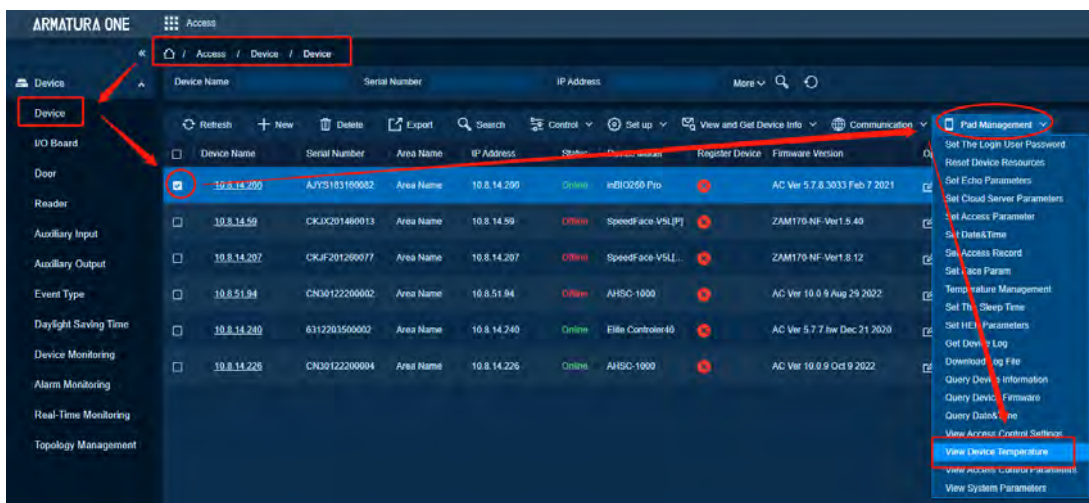 ARMATURA ONE
Access
«
/ Access / Device / Device
Device
Device Name Serial Number IP Address More
Device
Refresh New Delete Export Search Control Set up View and Get Device Info Communication Pad Management
I/O Board
Device Name Serial Number Area Name IP Address Status Device Model Register Device Firmware Version
Set The Login User Password
Reset Device Resources
Door
10.8.14.200 AJYS183160082 Area Name 10.8.14.200 Online inBIO260 Pro AC Ver 5.7.8.3033 Feb 7 2021
Set Echo Parameters
Set Cloud Server Parameters
Reader
10.8.14.59 CKJX201460013 Area Name 10.8.14.59 Offline SpeedFace-V5L[P] ZAM170-NF-Ver1.5.40
Set Access Parameter
Set Date&Time
Auxiliary Input
Auxiliary Output
10.8.14.207 CKJF201260077 Area Name 10.8.14.207 Offline SpeedFace-V5L[... ZAM170-NF-Ver1.8.12
Set Access Record
Set Face Param
Event Type
10.8.51.94 CN30122200002 Area Name 10.8.51.94 Offline AHSC-1000 AC Ver 10.0.9 Aug 29 2022
Temperature Management
Set The Sleep Time
Daylight Saving Time
10.8.14.240 6312203500002 Area Name 10.8.14.240 Online Elite Controler40 AC Ver 5.7.7.hw Dec 21 2020
Set HEP Parameters
Get Device Log
Device Monitoring
10.8.14.226 CN30122200004 Area Name 10.8.14.226 Online AHSC-1000 AC Ver 10.0.9 Oct 9 2022
Download Log File
Query Device Information
Alarm Monitoring
Query Device Firmware
Real-Time Monitoring
Query Date&Time
View Access Control Settings
Topology Management
View Device Temperature
View Access Control Parameters
View System Parameters